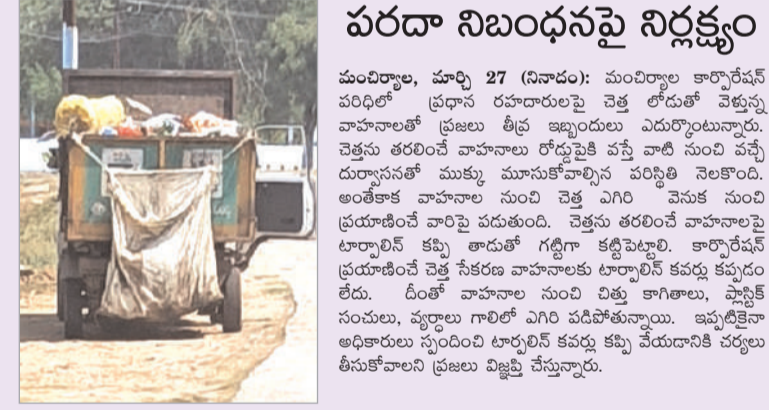 పరదా నిబంధనపై నిర్లక్ష్యం
మంచిర్యాల, మార్చి 27 (నినాదం): మంచిర్యాల కార్పొరేషన్
పరిధిలో ప్రధాన రహదారులపై చెత్త లోడుతో వెళ్తున్న
వాహనాలతో ప్రజలు తీవ్ర ఇబ్బందులు ఎదుర్కొంటున్నారు.
చెత్తను తరలించే వాహనాలు రోడ్డుపైకి వస్తే వాటి నుంచి వచ్చే
దుర్వాసనతో ముక్కు మూసుకోవాల్సిన పరిస్థితి నెలకొంది.
అంతేకాక వాహనాల నుంచి చెత్త ఎగిరి వెనుక నుంచి
ప్రయాణించే వారిపై పడుతుంది. చెత్తను తరలించే వాహనాలపై
టార్పాలిన్ కప్పి తాడుతో గట్టిగా కట్టిపెట్టాలి. కార్పొరేషన్
ప్రయాణించే చెత్త సేకరణ వాహనాలకు టార్పాలిన్ కవర్లు కప్పడం
లేదు. దీంతో వాహనాల నుంచి చిత్తు కాగితాలు, ప్లాస్టిక్
సంచులు, వ్యర్థాలు గాలిలో ఎగిరి పడిపోతున్నాయి. ఇప్పటికైనా
అధికారులు స్పందించి టార్పలిన్ కవర్లు కప్పి వేయడానికి చర్యలు
తీసుకోవాలని ప్రజలు విజ్ఞప్తి చేస్తున్నారు.